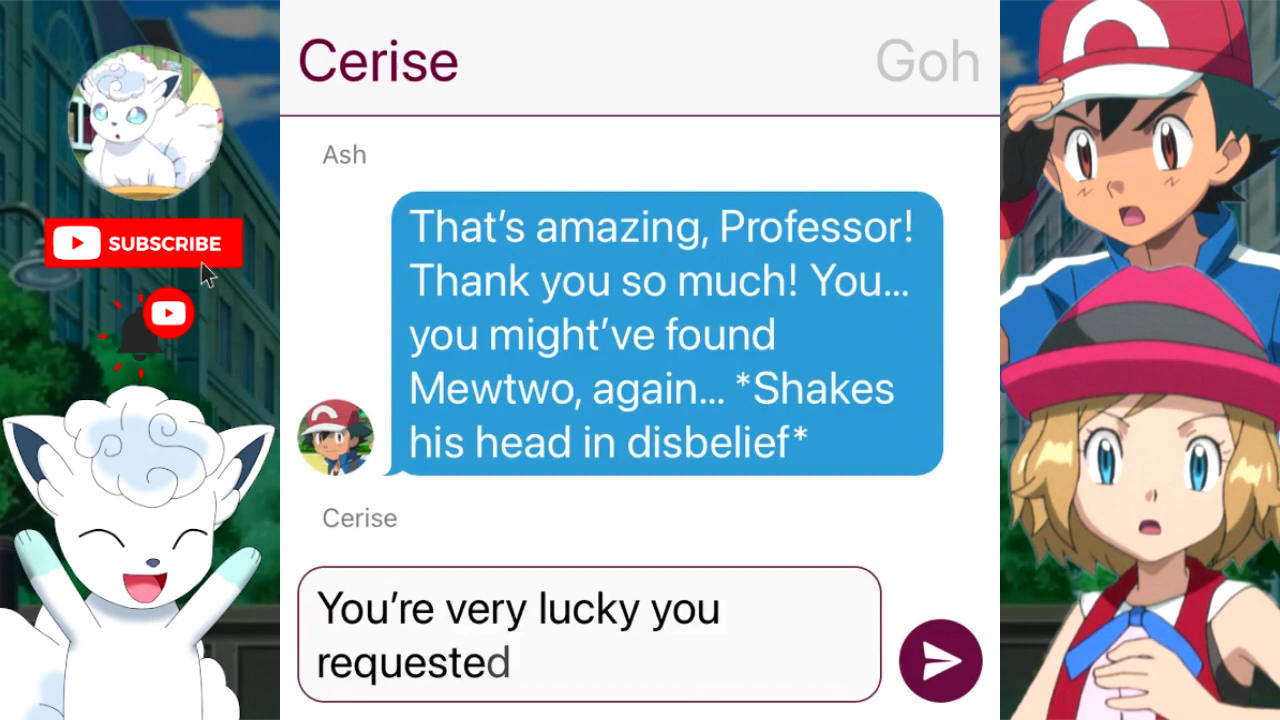 Cerise
Goh
Ash
That’s amazing, Professor!
Thank you so much! You...
you might’ve found
Mewtwo, again... *Shakes
his head in disbelief*
SUBSCRIBE
Cerise
You’re very lucky you
requested